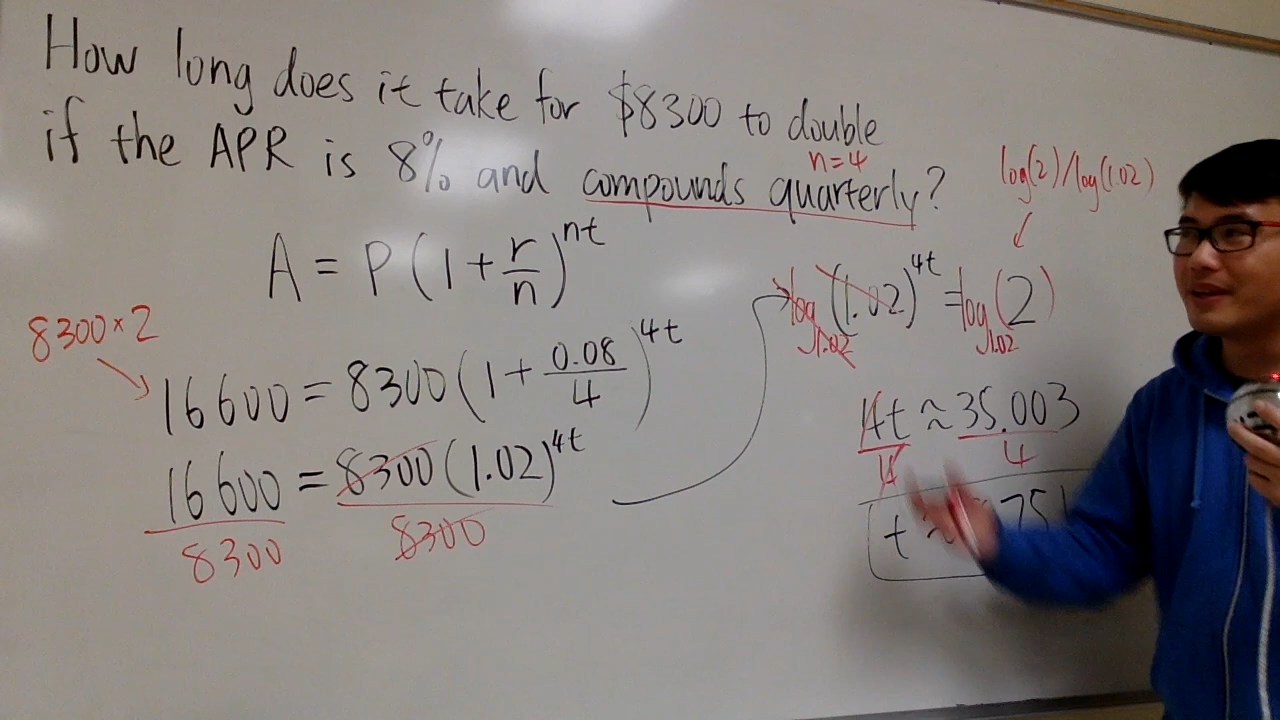 How long does it take for $8300 to double
if the APR is 8% and compounds quarterly?
n=4
log(2)/log(1.02)
A = P(1+r/n)^nt
8300×2
16600 = 8300(1+0.08/4)^4t
16600 = 8300(1.02)^4t
8300 8300
log_1.02(1.02)^4t = log_1.02(2)
4t ≈ 35.003
4 4
t ≈